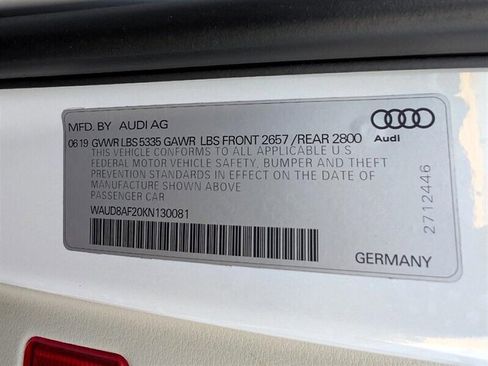 MFD. BY AUDI AG
Audi
06 19 GVWR LBS 5335 GAWR LBS FRONT 2657 /REAR 2800
THIS VEHICLE CONFORMS TO ALL APPLICABLE U.S
FEDERAL MOTOR VEHICLE SAFETY, BUMPER AND THEFT
PREVENTION STANDARDS IN EFFECT ON THE DATE OF
MANUFACTURE SHOWN ABOVE.
PASSENGER CAR
WAUD8AF20KN130081
2712446
GERMANY